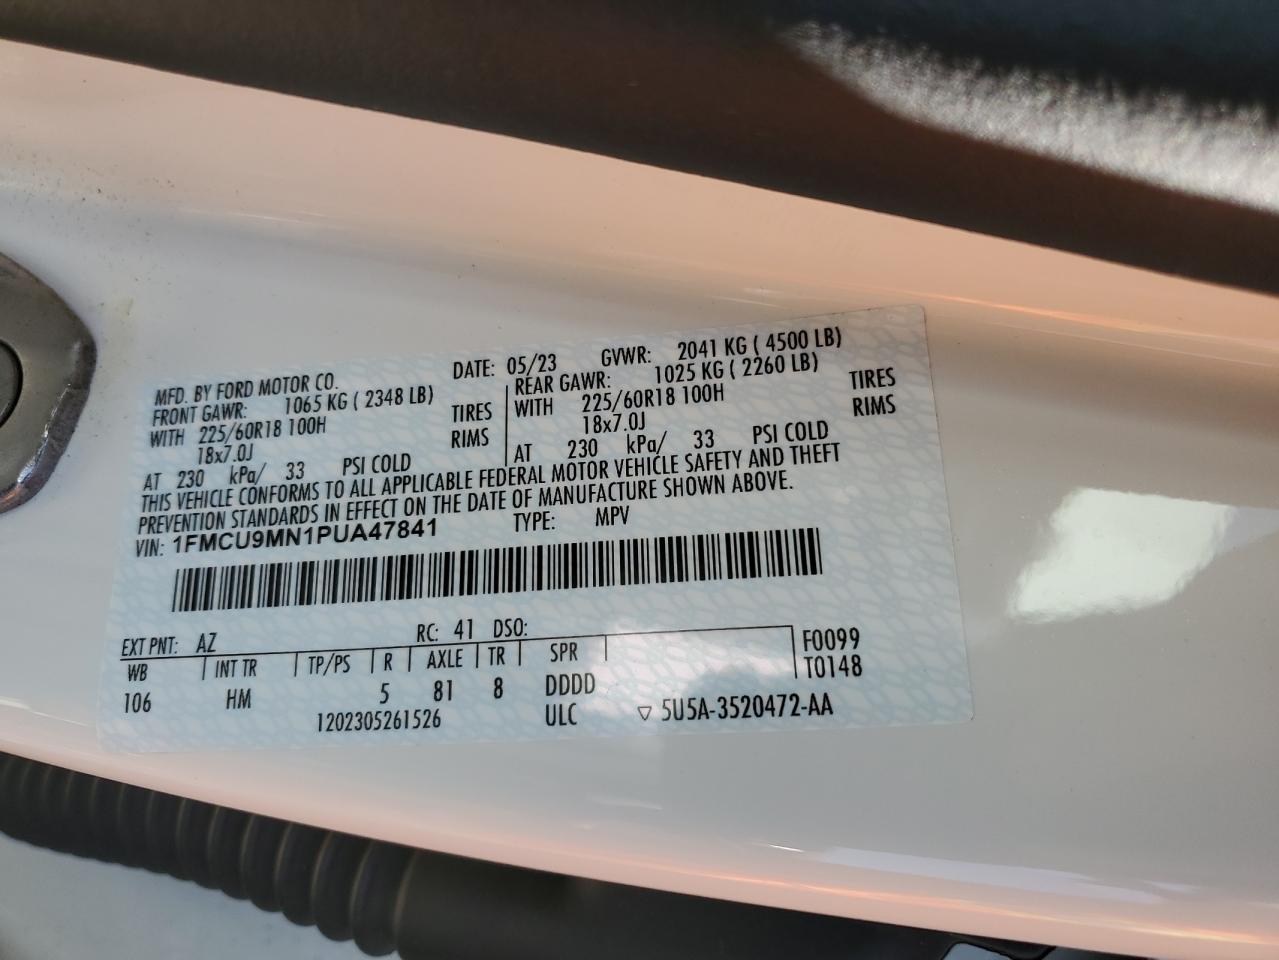 MFD. BY FORD MOTOR CO. DATE: 05/23 GVWR: 2041 KG ( 4500 LB)
FRONT GAWR: 1065 KG ( 2348 LB) REAR GAWR: 1025 KG ( 2260 LB)
WITH 225/60R18 100H TIRES WITH 225/60R18 100H TIRES
18x7.0J RIMS 18x7.0J RIMS
AT 230 kPa/ 33 PSI COLD AT 230 kPa/ 33 PSI COLD
THIS VEHICLE CONFORMS TO ALL APPLICABLE FEDERAL MOTOR VEHICLE SAFETY AND THEFT
PREVENTION STANDARDS IN EFFECT ON THE DATE OF MANUFACTURE SHOWN ABOVE.
VIN: 1FMCU9MN1PUA47841 TYPE: MPV
EXT PNT: AZ RC: 41 DSO: F0099
WB INT TR TP/PS R AXLE TR SPR T0148
106 HM 5 81 8 DDDD
1202305261526 ULC ▽ 5U5A-3520472-AA